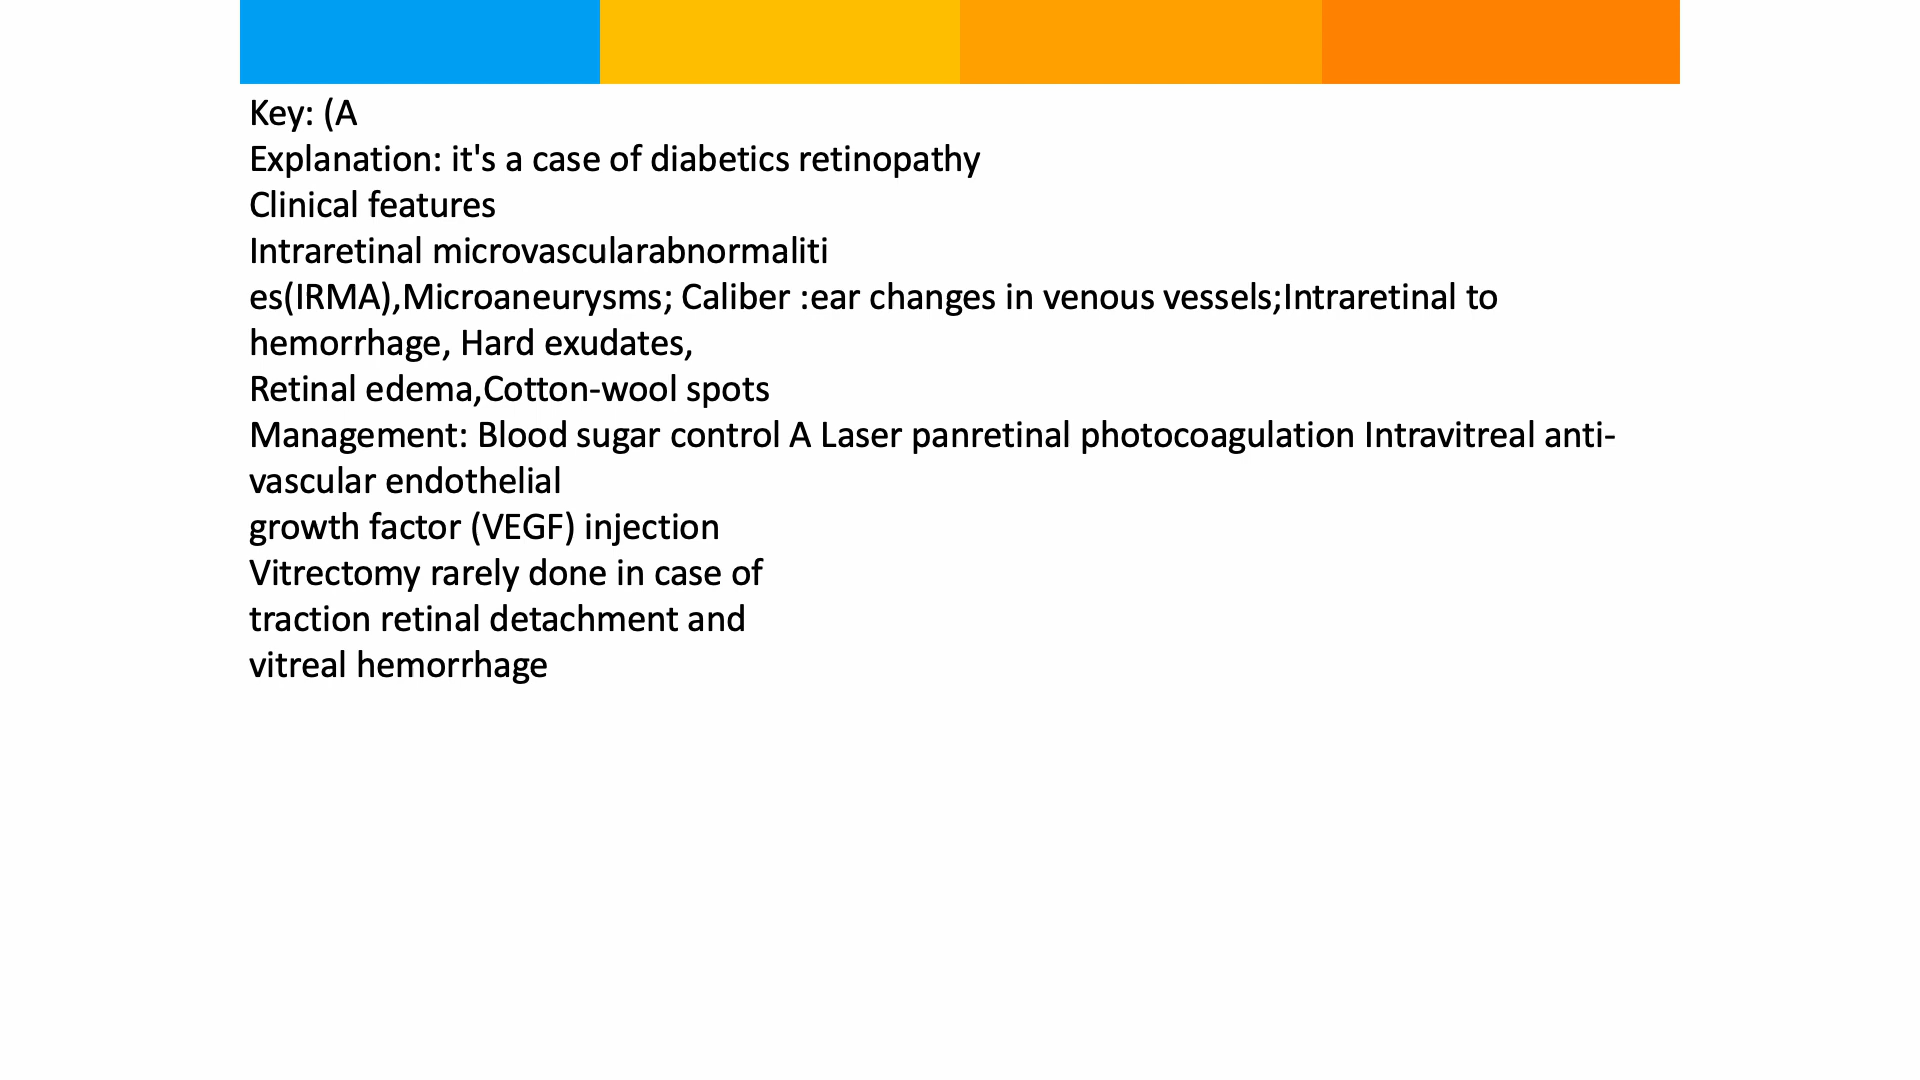 Key: (A
Explanation: it's a case of diabetics retinopathy
Clinical features
Intraretinal microvascularabnormaliti
es(IRMA),Microaneurysms; Caliber :ear changes in venous vessels;Intraretinal to
hemorrhage, Hard exudates,
Retinal edema,Cotton-wool spots
Management: Blood sugar control A Laser panretinal photocoagulation Intravitreal anti-
vascular endothelial
growth factor (VEGF) injection
Vitrectomy rarely done in case of
traction retinal detachment and
vitreal hemorrhage